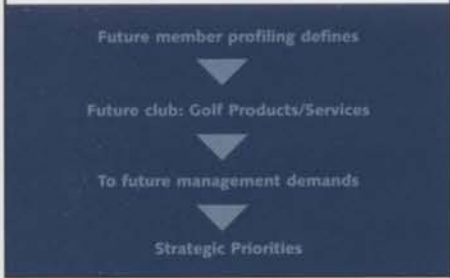 Future member profiling defines
Future club: Golf Products/Services
To future management demands
Strategic Priorities